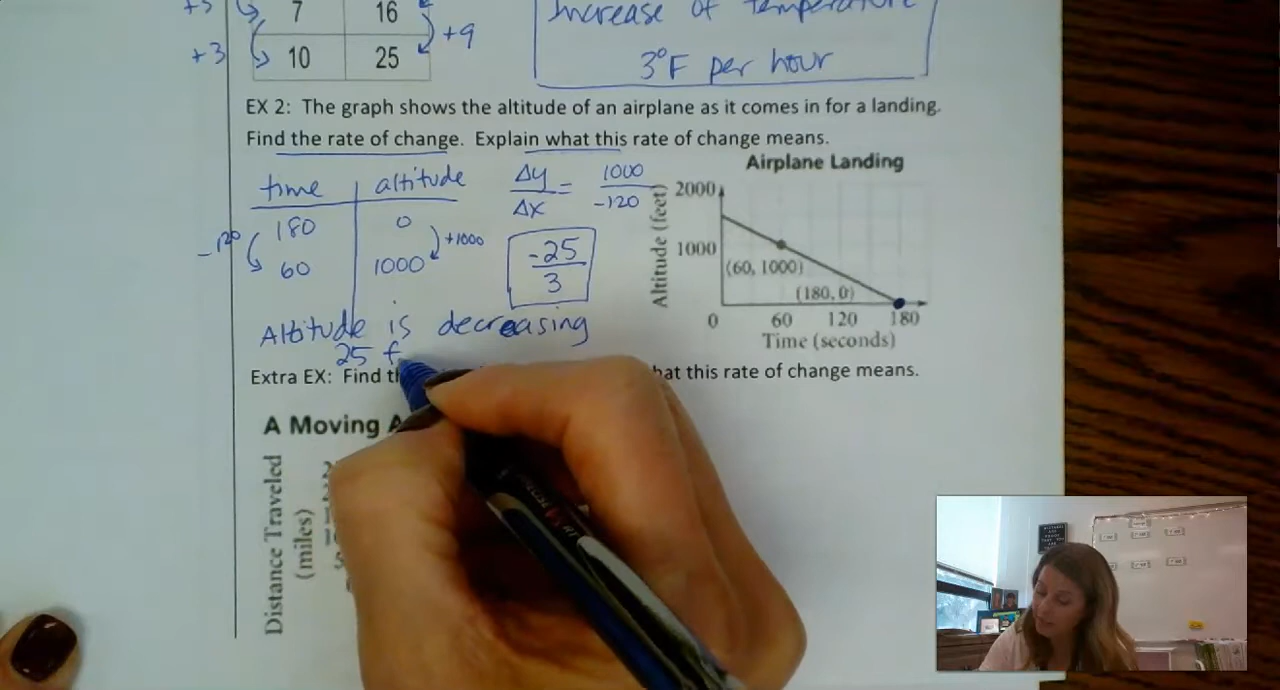 +3 7 16
Increase of temperature
+9
+3 10 25
3°F per hour
EX 2: The graph shows the altitude of an airplane as it comes in for a landing.
Find the rate of change. Explain what this rate of change means.
Airplane Landing
time altitude
Δy/Δx = 1000/-120
180 0
-120 +1000
60 1000
-25/3
Altitude (feet)
2000
1000
(60, 1000)
(180, 0)
0 60 120 180
Time (seconds)
Altitude is decreasing
25 f
Extra EX: Find th hat this rate of change means.
A Moving A
Distance Traveled
(miles)